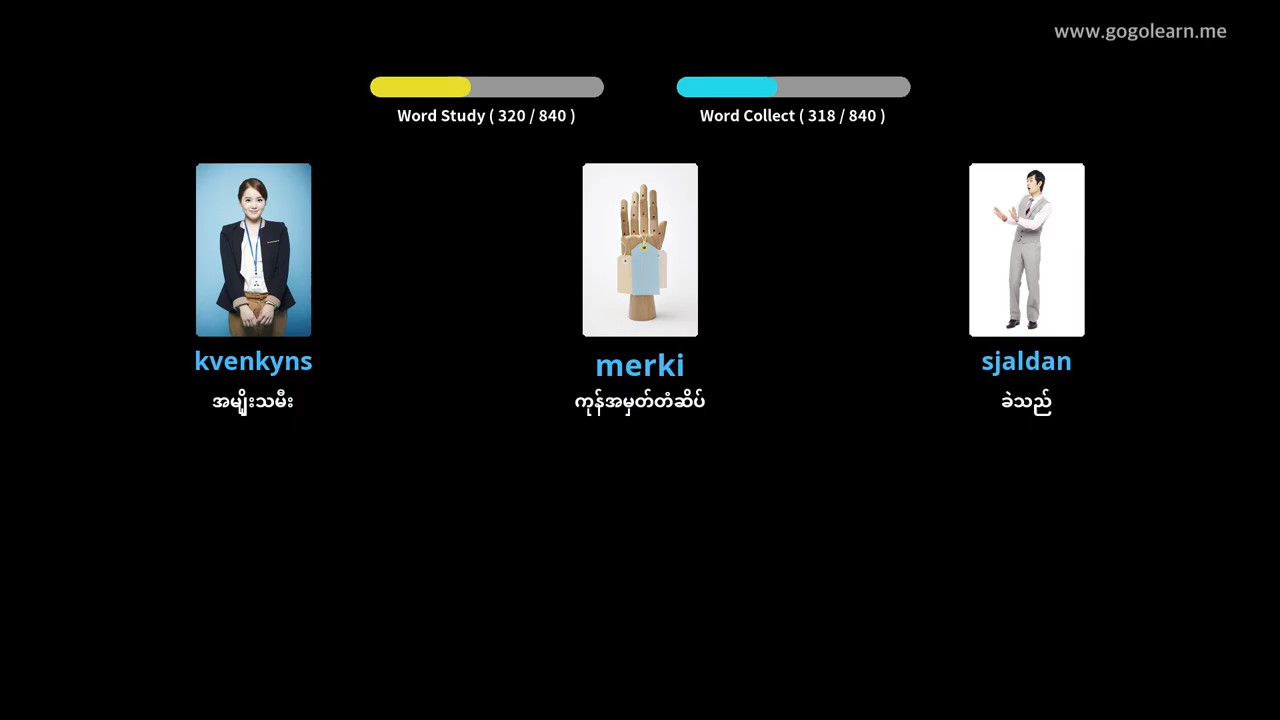 www.gogolearn.me
Word Study ( 320 / 840 )
Word Collect ( 318 / 840 )
kvenkyns
merki
sjaldan
အမျိုးသမီး
ကုန်အမှတ်တံဆိပ်
ခဲသည်